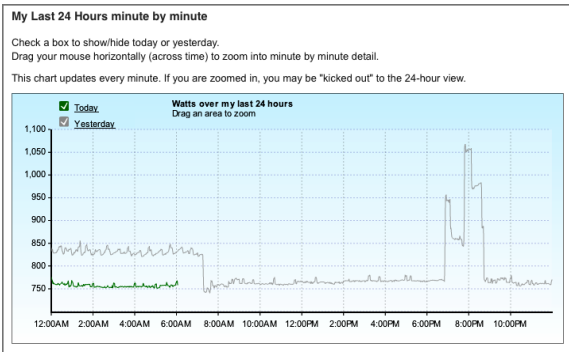 My Last 24 Hours minute by minute
Check a box to show/hide today or yesterday.
Drag your mouse horizontally (across time) to zoom into minute by minute detail.
This chart updates every minute. If you are zoomed in, you may be "kicked out" to the 24-hour view.
Today
Yesterday
Watts over my last 24 hours
Drag an area to zoom
1,100
1,050
1,000
950
900
850
800
750
12:00AM 2:00AM 4:00AM 6:00AM 8:00AM 10:00AM 12:00PM 2:00PM 4:00PM 6:00PM 8:00PM 10:00PM